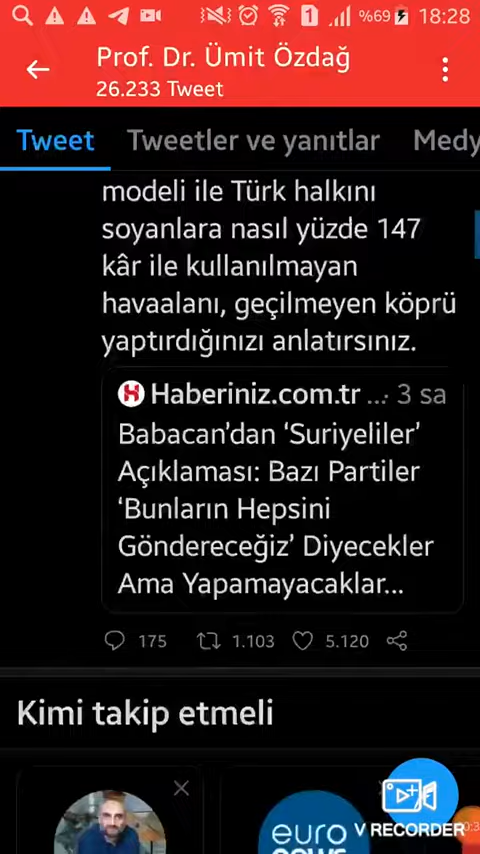 %69 18:28
Prof. Dr. Ümit Özdağ
26.233 Tweet
Tweet Tweetler ve yanıtlar Medy
modeli ile Türk halkını
soyanlara nasıl yüzde 147
kâr ile kullanılmayan
havaalanı, geçilmeyen köprü
yaptırdığınızı anlatırsınız.
Haberiniz.com.tr ... · 3 sa
Babacan’dan ‘Suriyeliler’
Açıklaması: Bazı Partiler
‘Bunların Hepsini
Göndereceğiz’ Diyecekler
Ama Yapamayacaklar...
175 1.103 5.120
Kimi takip etmeli
euro
news
V RECORDER